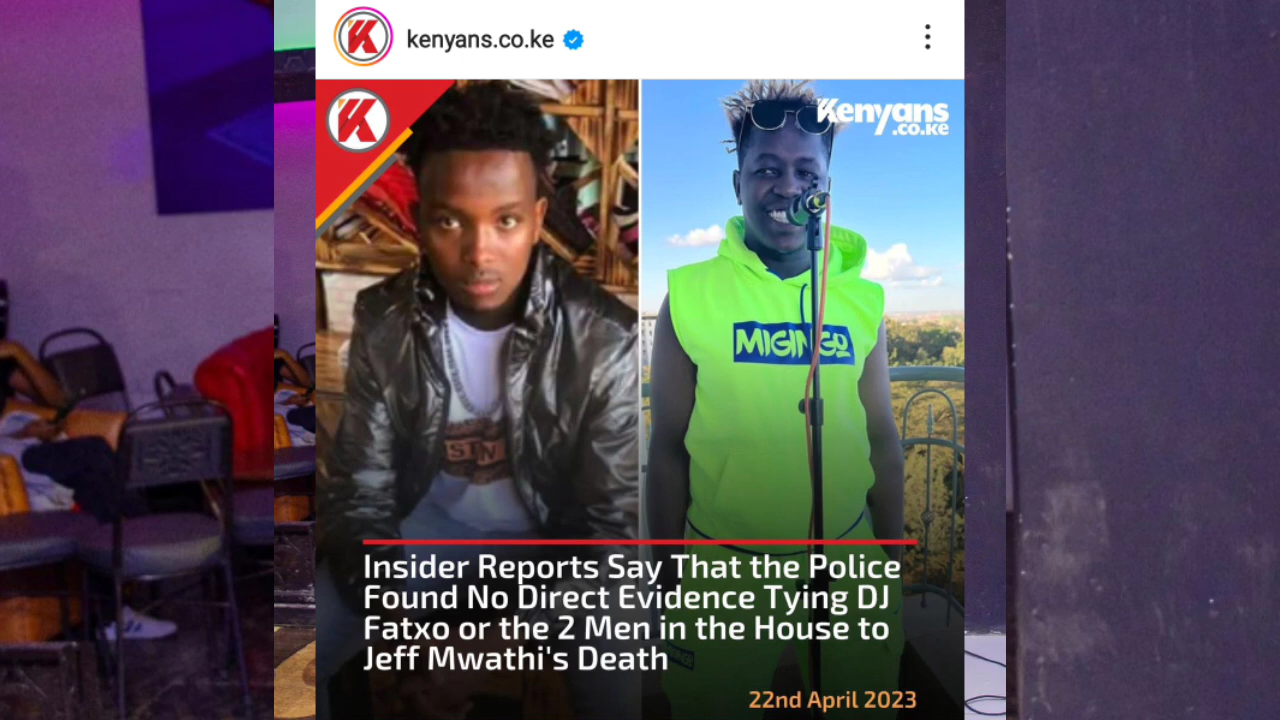 kenyans.co.ke
Kenyans
.co.ke
MIGINGO
Insider Reports Say That the Police
Found No Direct Evidence Tying DJ
Fatxo or the 2 Men in the House to
Jeff Mwathi's Death
22nd April 2023